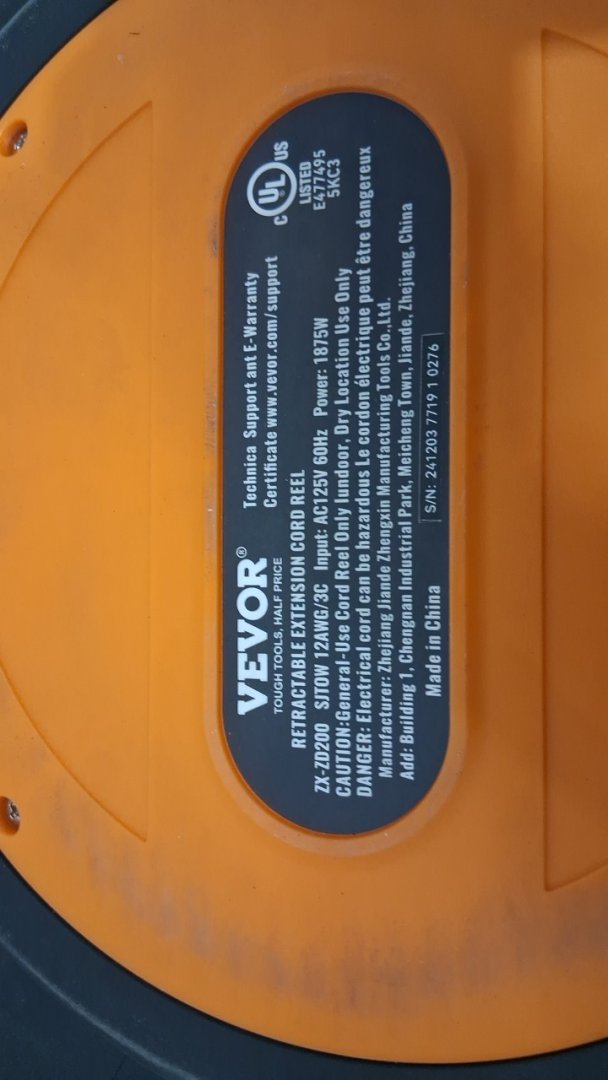 VEVOR®
TOUGH TOOLS, HALF PRICE
Technica Support ant E-Warranty
Certificate www.vevor.com/support
C UL® US
LISTED
E477495
5KC3
RETRACTABLE EXTENSION CORD REEL
ZX-ZD200 SJTOW 12AWG/3C Input: AC125V 60Hz Power: 1875W
CAUTION:General-Use Cord Reel Only Iundoor, Dry Location Use Only
DANGER: Electrical cord can be hazardous Le cordon électrique peut être dangereux
Manufacturer: Zhejiang Jiande Zhengxin Manufacturing Tools Co.,Ltd.
Add: Building 1, Chengnan Industrial Park, Meicheng Town, Jiande, Zhejiang, China
Made in China
S/N: 241203 7719 1 0276